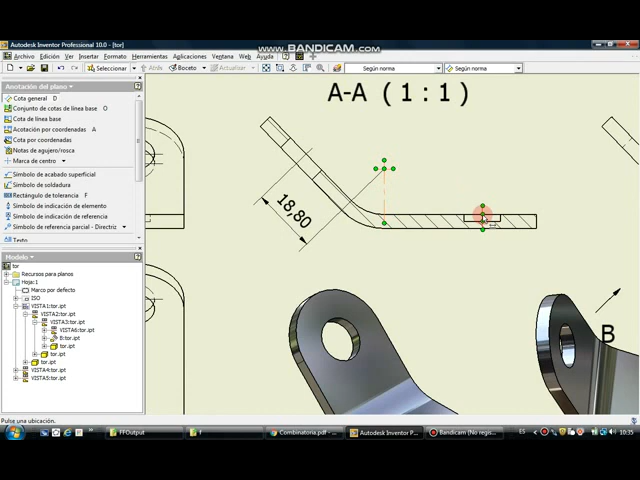 www.BANDICAM.com
Autodesk Inventor Professional 10.0 - [tor]
Archivo Edición Ver Insertar Formato Herramientas Aplicaciones Ventana Web Ayuda
Seleccionar Boceto Actualizar Según norma Según norma
Anotación del plano
Cota general D
Conjunto de cotas de línea base O
Cota de línea base
Acotación por coordenadas A
Cota por coordenadas
Notas de agujero/rosca
Marca de centro
Símbolo de acabado superficial
Símbolo de soldadura
Rectángulo de tolerancia F
Símbolo de indicación de elemento
Símbolo de indicación de referencia
Símbolo de referencia parcial - Directriz
Texto
Modelo
tor
Recursos para planos
Hoja:1
Marco por defecto
ISO
VISTA1:tor.ipt
VISTA2:tor.ipt
VISTA3:tor.ipt
VISTA6:tor.ipt
B:tor.ipt
tor.ipt
tor.ipt
tor.ipt
VISTA4:tor.ipt
VISTA5:tor.ipt
A-A ( 1 : 1 )
18,80
B
Pulse una ubicación.
FFOutput
f
Combinatoria.pdf - ...
Autodesk Inventor P...
Bandicam (No regis...
ES
10:35